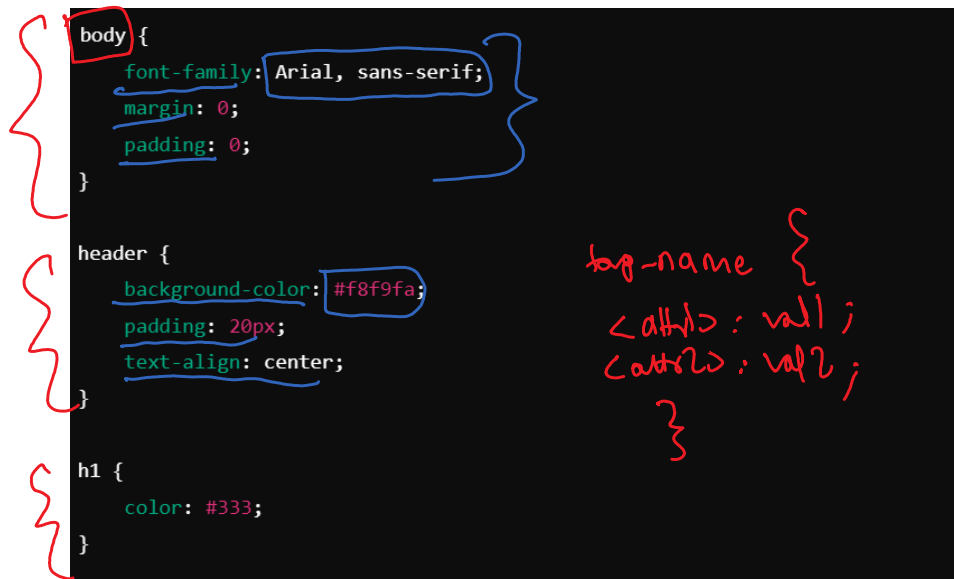 body {
font-family: Arial, sans-serif;
margin: 0;
padding: 0;
}
header {
background-color: #f8f9fa;
padding: 20px;
text-align: center;
}
h1 {
color: #333;
}
tag-name {
<attr1> : val1 ;
<attr2> : val2 ;
}